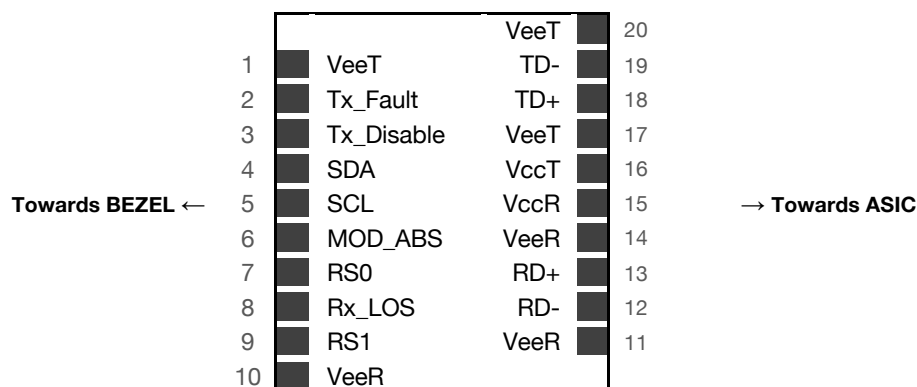 VeeT 20
1 VeeT TD- 19
2 Tx_Fault TD+ 18
3 Tx_Disable VeeT 17
4 SDA VccT 16
Towards BEZEL ← 5 SCL VccR 15 → Towards ASIC
6 MOD_ABS VeeR 14
7 RS0 RD+ 13
8 Rx_LOS RD- 12
9 RS1 VeeR 11
10 VeeR